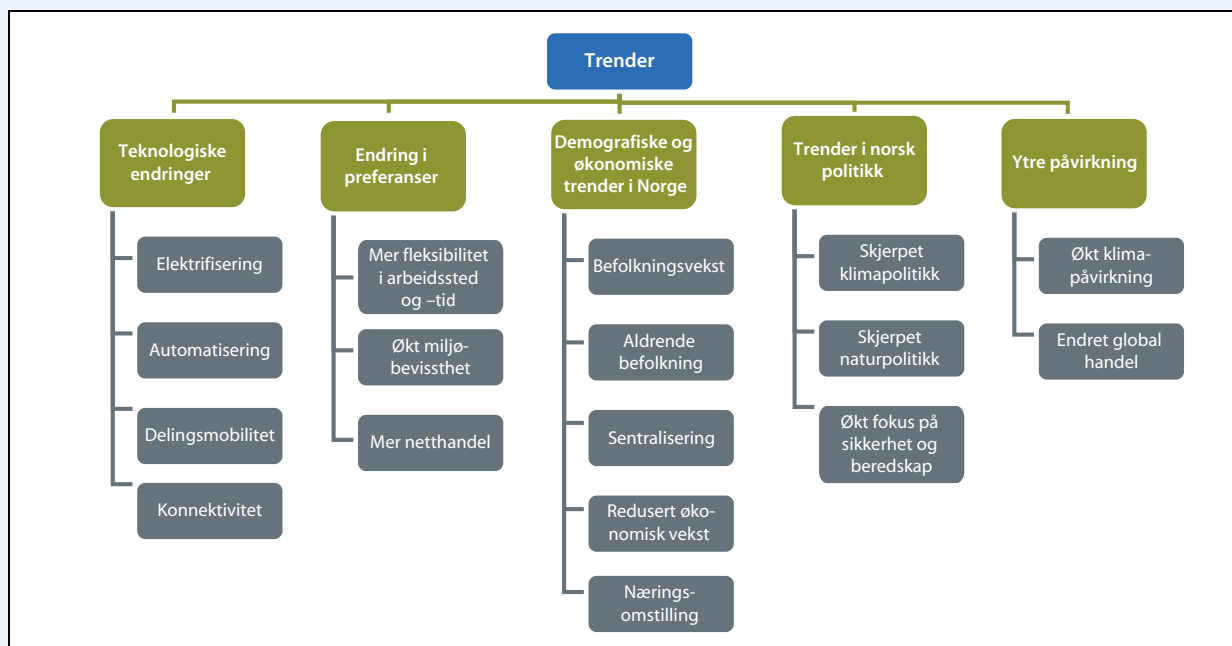 Trender
Teknologiske
endringer
Elektrifisering
Automatisering
Delingsmobilitet
Konnektivitet
Endring i
preferanser
Mer fleksibilitet
i arbeidssted
og –tid
Økt miljø-
bevissthet
Mer netthandel
Demografiske og
økonomiske
trender i Norge
Befolkningsvekst
Aldrende
befolkning
Sentralisering
Redusert øko-
nomisk vekst
Nærings-
omstilling
Trender i norsk
politikk
Skjerpet
klimapolitikk
Skjerpet
naturpolitikk
Økt fokus på
sikkerhet og
beredskap
Ytre påvirkning
Økt klima-
påvirkning
Endret global
handel